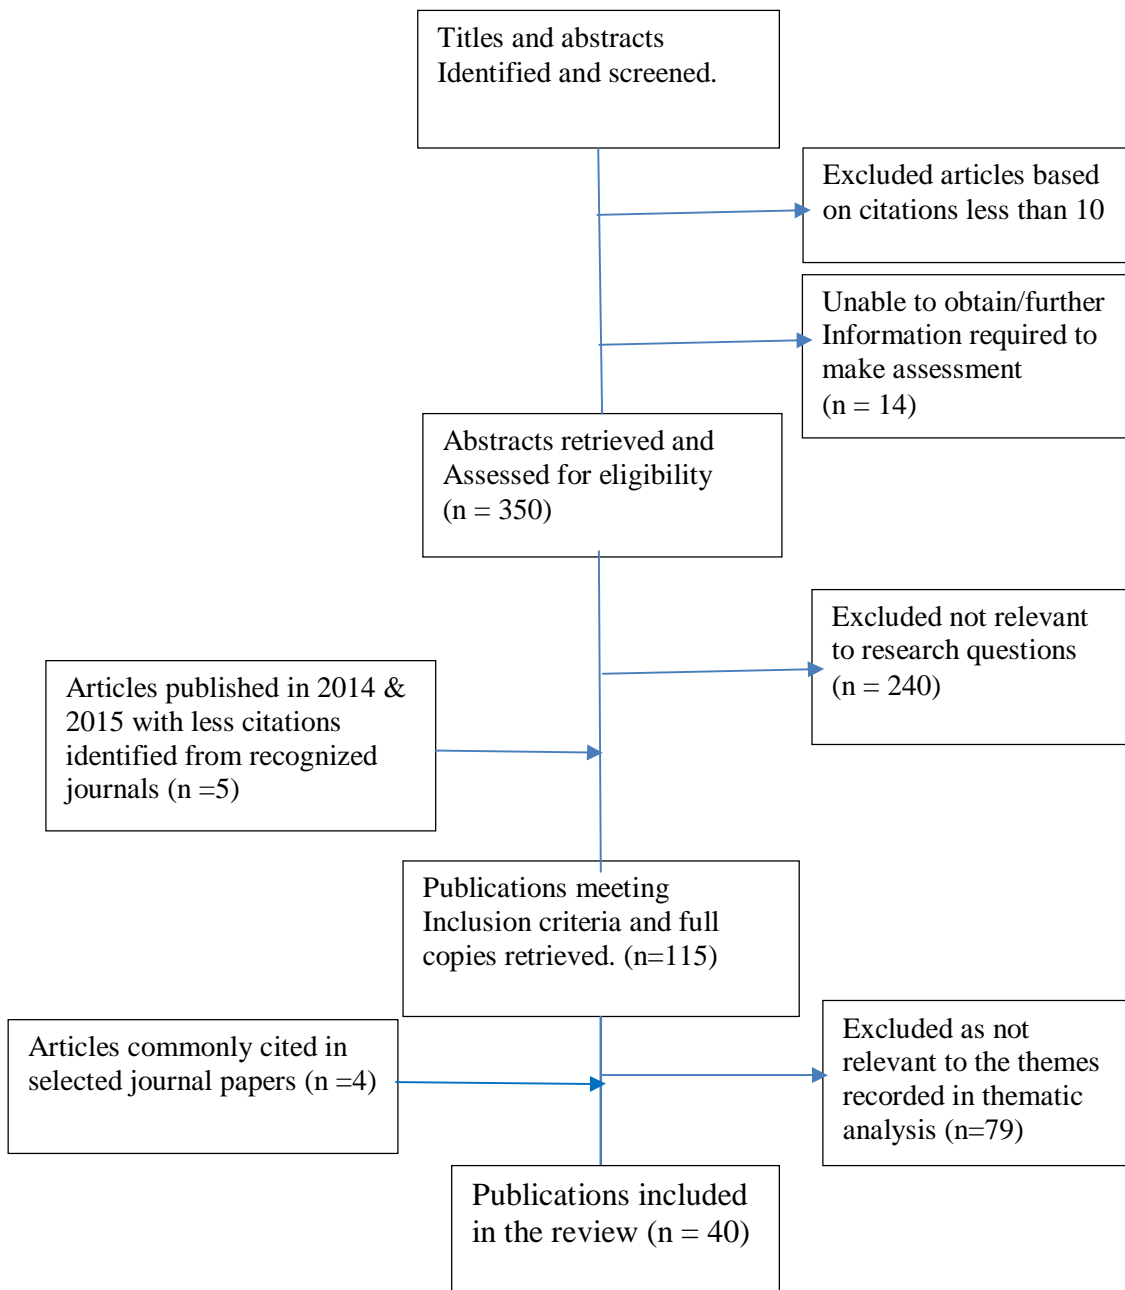 Titles and abstracts
Identified and screened.
Excluded articles based
on citations less than 10
Unable to obtain/further
Information required to
make assessment
(n = 14)
Abstracts retrieved and
Assessed for eligibility
(n = 350)
Excluded not relevant
to research questions
(n = 240)
Articles published in 2014 &
2015 with less citations
identified from recognized
journals (n =5)
Publications meeting
Inclusion criteria and full
copies retrieved. (n=115)
Excluded as not
relevant to the themes
recorded in thematic
analysis (n=79)
Articles commonly cited in
selected journal papers (n =4)
Publications included
in the review (n = 40)